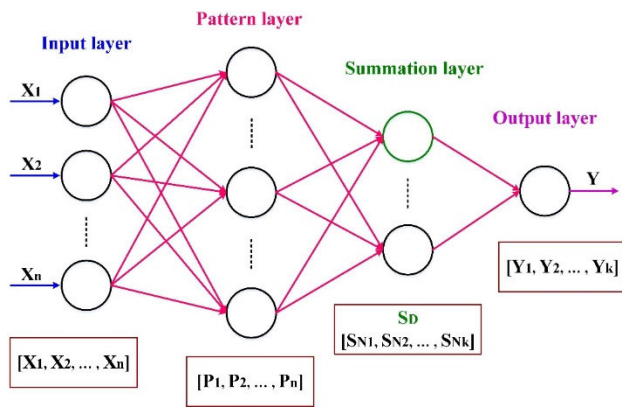 Pattern layer
Input layer
Summation layer
Output layer
X1
X2
Xn
Y
[X1, X2, ... , Xn]
[P1, P2, ... , Pn]
SD
[SN1, SN2, ... , SNk]
[Y1, Y2, ... , Yk]